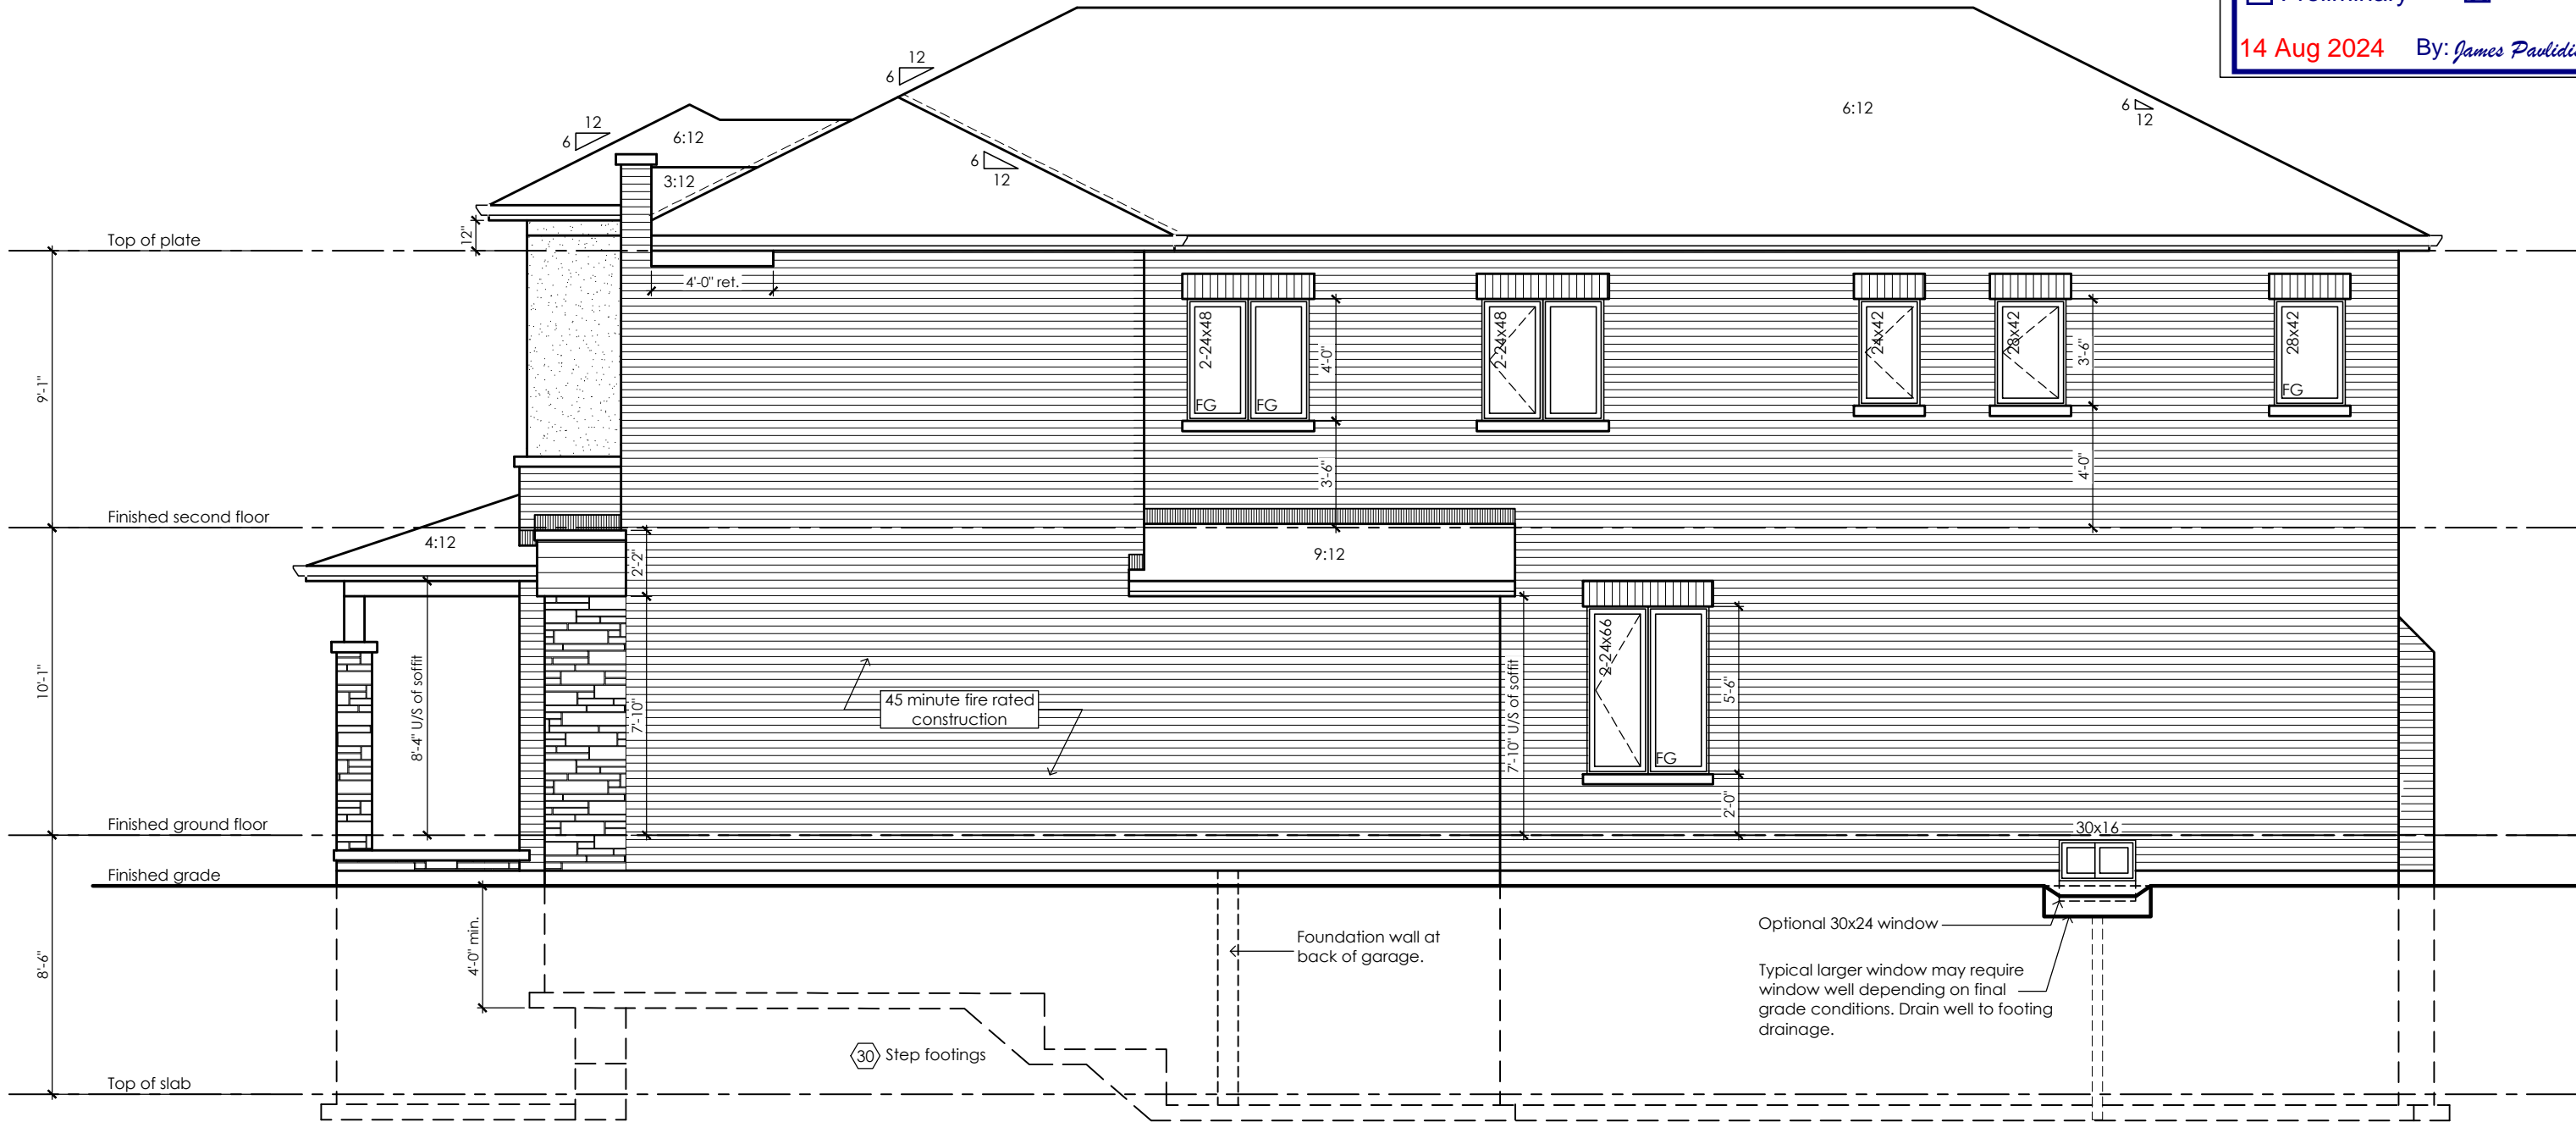 Preliminary
14 Aug 2024 By: James Pavlidis
12
6
12
6
6:12
3:12
6
12
6:12
6
12
Top of plate
12"
4'-0" ret.
2-24x48
FG FG
4'-0"
3'-6"
2-24x48
24x42
28x42
3'-6"
4'-0"
28x42
FG
9'-1"
Finished second floor
4:12
2'-2"
9:12
10'-1"
8'-4" U/S of soffit
7'-10"
45 minute fire rated
construction
7'-10" U/S of soffit
2-24x66
FG
5'-6"
2'-0"
Finished ground floor
30x16
Finished grade
4'-0" min.
8'-6"
Foundation wall at
back of garage.
Optional 30x24 window
Typical larger window may require
window well depending on final
grade conditions. Drain well to footing
drainage.
30 Step footings
Top of slab